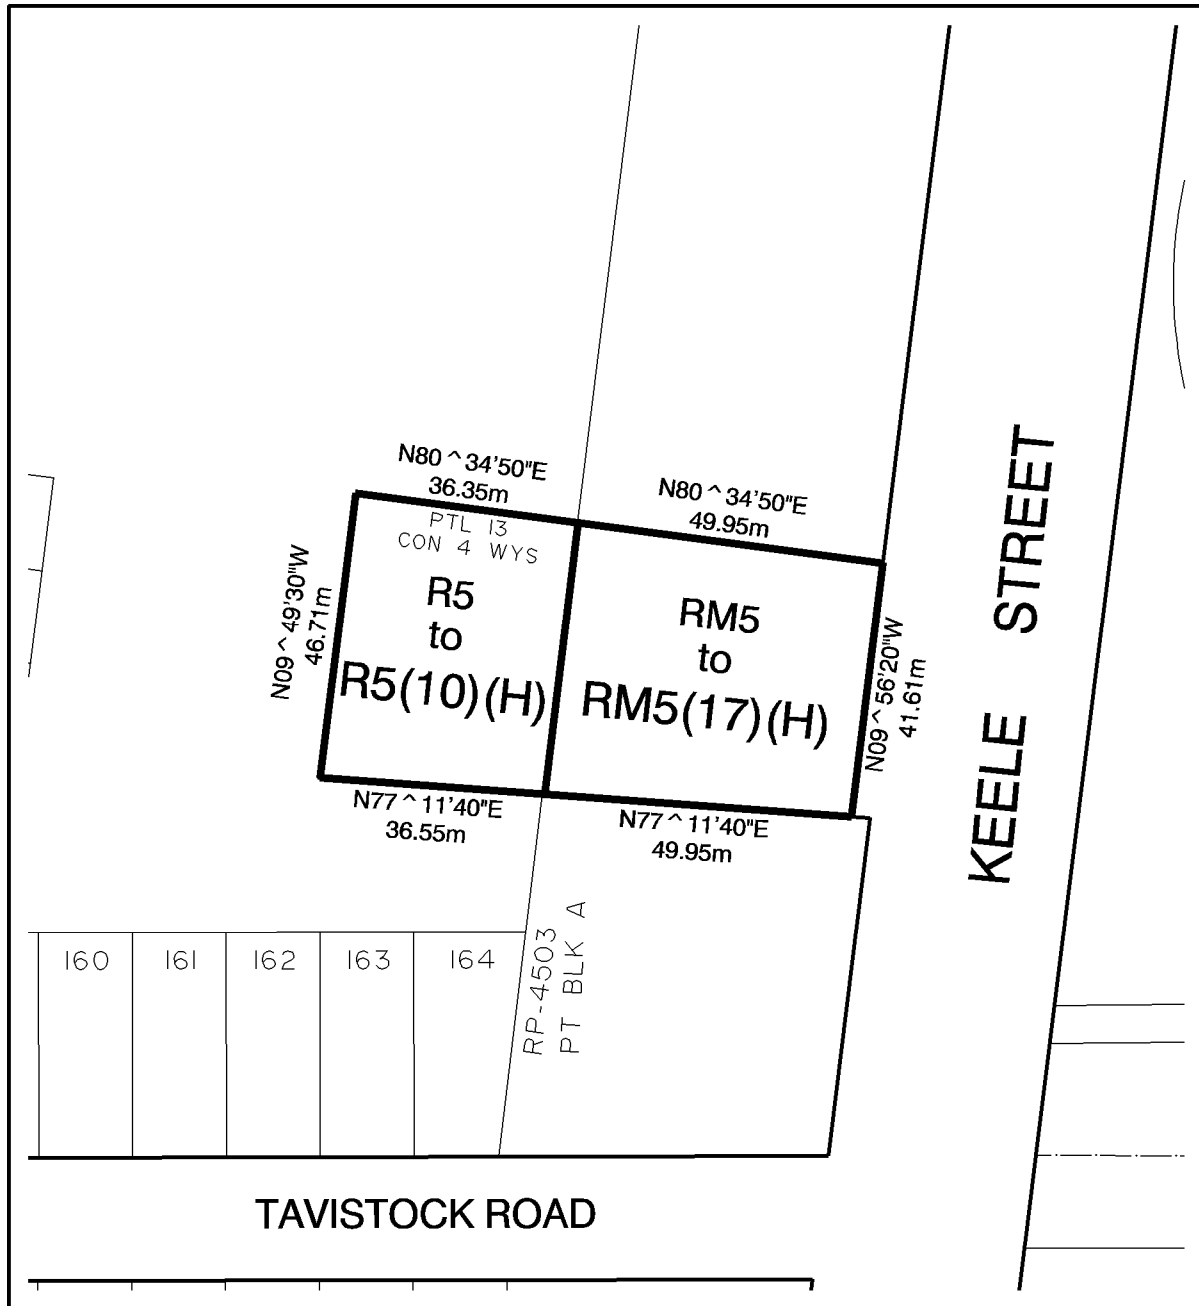 N80^34'50"E
36.35m
N80^34'50"E
49.95m
PTL 13
CON 4 WYS
R5
to
R5(10)(H)
RM5
to
RM5(17)(H)
N09^49'30"W
46.71m
N09^56'20"W
41.61m
N77^11'40"E
36.55m
N77^11'40"E
49.95m
KEELE STREET
160
161
162
163
164
RP-4503
PT BLK A
TAVISTOCK ROAD